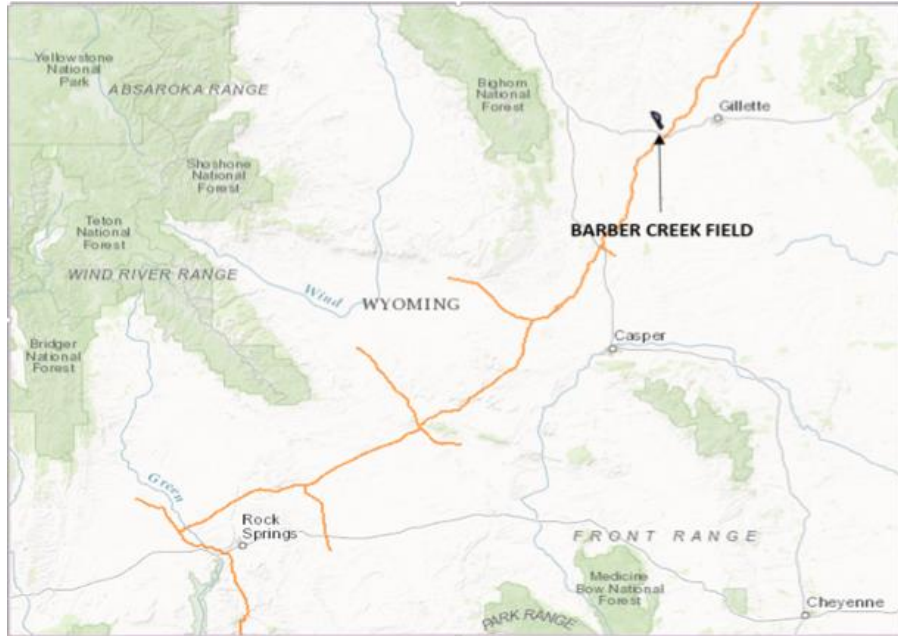 Yellowstone
National
Park
ABSAROKA RANGE
Bighorn
National
Forest
Gillette
Shoshone
National
Forest
Teton
National
Forest
BARBER CREEK FIELD
WIND RIVER RANGE
Wind
WYOMING
Bridger
National
Forest
Casper
Green
Rock
Springs
FRONT RANGE
Medicine
Bow National
Forest
Cheyenne
PARK RANGE